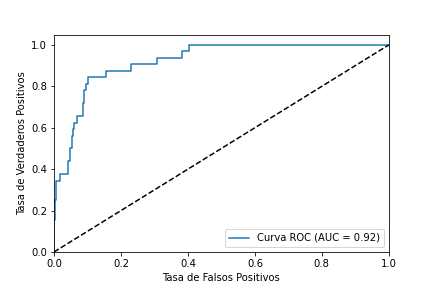 1.0
0.8
0.6
0.4
0.2
0.0
Tasa de Verdaderos Positivos
Curva ROC (AUC = 0.92)
0.0 0.2 0.4 0.6 0.8 1.0
Tasa de Falsos Positivos